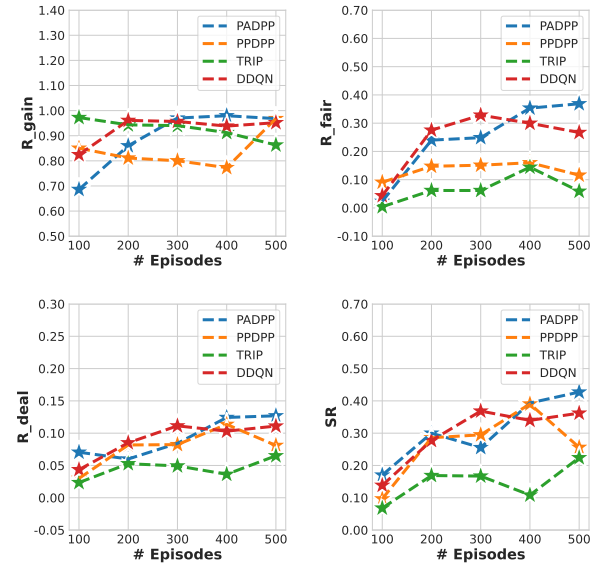 R_gain
1.40
1.30
1.20
1.10
1.00
0.90
0.80
0.70
0.60
0.50
PADPP
PPDPP
TRIP
DDQN
100 200 300 400 500
# Episodes
R_fair
0.70
0.60
0.50
0.40
0.30
0.20
0.10
0.00
-0.10
PADPP
PPDPP
TRIP
DDQN
100 200 300 400 500
# Episodes
R_deal
0.30
0.25
0.20
0.15
0.10
0.05
0.00
-0.05
PADPP
PPDPP
TRIP
DDQN
100 200 300 400 500
# Episodes
SR
0.70
0.60
0.50
0.40
0.30
0.20
0.10
0.00
PADPP
PPDPP
TRIP
DDQN
100 200 300 400 500
# Episodes